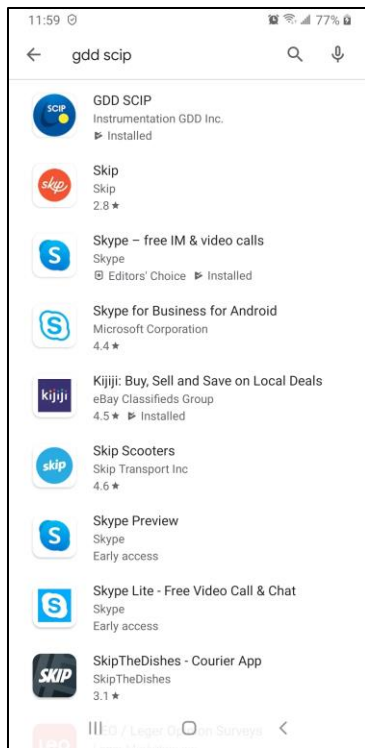 11:59
77%
gdd scip
SCIP
GDD SCIP
Instrumentation GDD Inc.
Installed
skip
Skip
Skip
2.8 ★
S
Skype – free IM & video calls
Skype
Editors' Choice Installed
S
Skype for Business for Android
Microsoft Corporation
4.4 ★
kijiji
Kijiji: Buy, Sell and Save on Local Deals
eBay Classifieds Group
4.5 ★ Installed
skip
Skip Scooters
Skip Transport Inc
4.6 ★
S
Skype Preview
Skype
Early access
S
Skype Lite - Free Video Call & Chat
Skype
Early access
SKIP
SkipTheDishes - Courier App
SkipTheDishes
3.1 ★
LEO / Leger Opinion Surveys